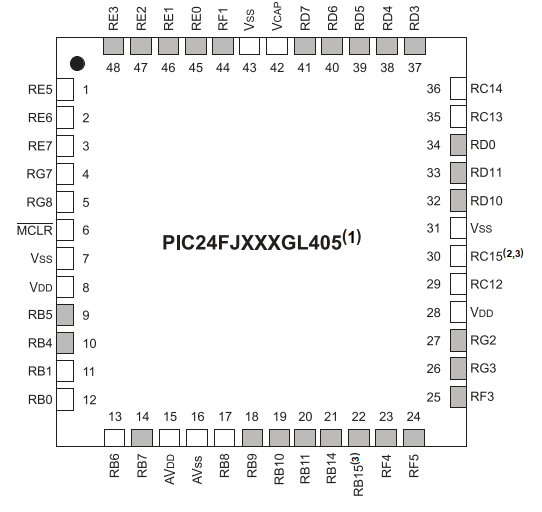 RE3 RE2 RE1 RE0 RF1 VSS VCAP RD7 RD6 RD5 RD4 RD3
48 47 46 45 44 43 42 41 40 39 38 37
RE5 1
RE6 2
RE7 3
RG7 4
RG8 5
MCLR 6
VSS 7
VDD 8
RB5 9
RB4 10
RB1 11
RB0 12
PIC24FJXXXGL405(1)
36 RC14
35 RC13
34 RD0
33 RD11
32 RD10
31 VSS
30 RC15(2,3)
29 RC12
28 VDD
27 RG2
26 RG3
25 RF3
13 14 15 16 17 18 19 20 21 22 23 24
RB6 RB7 AVDD AVss RB8 RB9 RB10 RB11 RB14 RB15(3) RF4 RF5